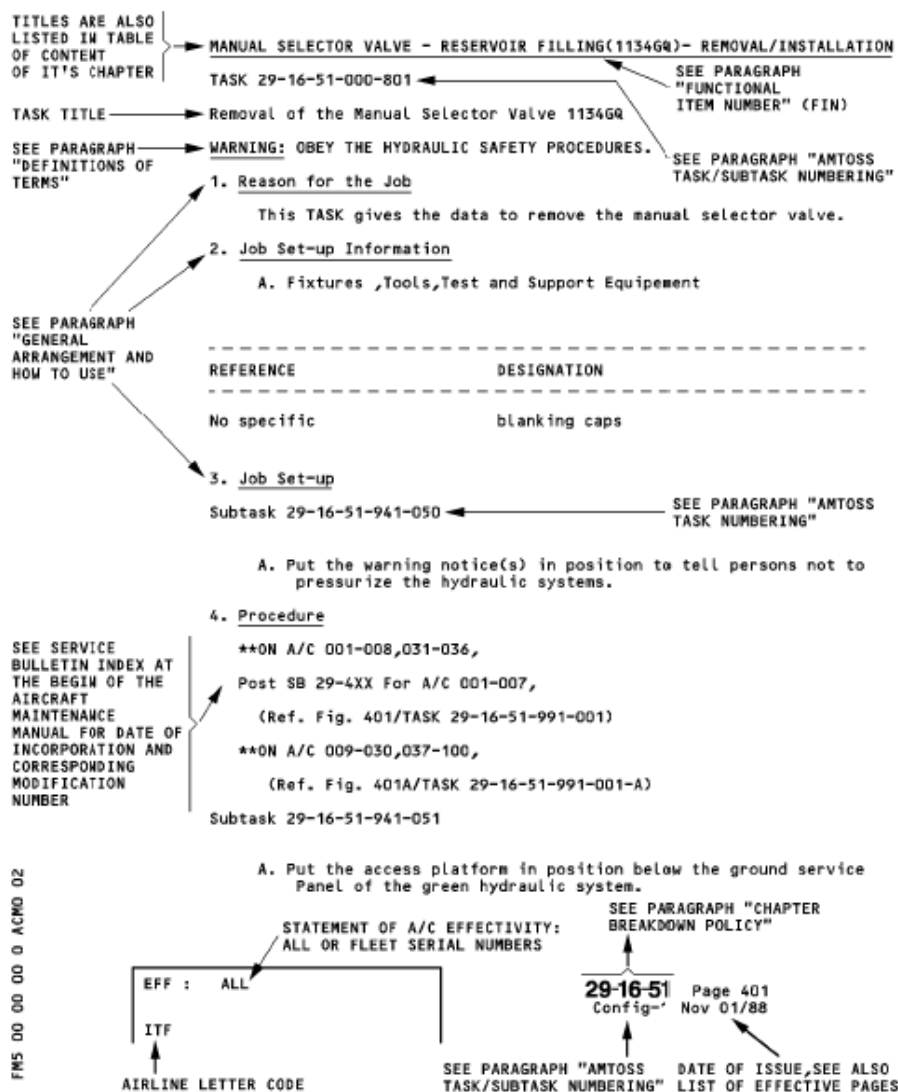 TITLES ARE ALSO
LISTED IN TABLE
OF CONTENT
OF IT'S CHAPTER
MANUAL SELECTOR VALVE - RESERVOIR FILLING(1134GQ)- REMOVAL/INSTALLATION
TASK 29-16-51-000-801
SEE PARAGRAPH
"FUNCTIONAL
ITEM NUMBER" (FIN)
TASK TITLE
Removal of the Manual Selector Valve 1134GQ
SEE PARAGRAPH
"DEFINITIONS OF
TERMS"
WARNING: OBEY THE HYDRAULIC SAFETY PROCEDURES.
SEE PARAGRAPH "AMTOSS
TASK/SUBTASK NUMBERING"
1. Reason for the Job
This TASK gives the data to remove the manual selector valve.
2. Job Set-up Information
A. Fixtures ,Tools,Test and Support Equipement
SEE PARAGRAPH
"GENERAL
ARRANGEMENT AND
HOW TO USE"
REFERENCE DESIGNATION
No specific blanking caps
3. Job Set-up
Subtask 29-16-51-941-050
SEE PARAGRAPH "AMTOSS
TASK NUMBERING"
A. Put the warning notice(s) in position to tell persons not to
pressurize the hydraulic systems.
4. Procedure
SEE SERVICE
BULLETIN INDEX AT
THE BEGIN OF THE
AIRCRAFT
MAINTENANCE
MANUAL FOR DATE OF
INCORPORATION AND
CORRESPONDING
MODIFICATION
NUMBER
**ON A/C 001-008,031-036,
Post SB 29-4XX For A/C 001-007,
(Ref. Fig. 401/TASK 29-16-51-991-001)
**ON A/C 009-030,037-100,
(Ref. Fig. 401A/TASK 29-16-51-991-001-A)
Subtask 29-16-51-941-051
A. Put the access platform in position below the ground service
Panel of the green hydraulic system.
STATEMENT OF A/C EFFECTIVITY:
ALL OR FLEET SERIAL NUMBERS
SEE PARAGRAPH "CHAPTER
BREAKDOWN POLICY"
EFF : ALL
ITF
29-16-51 Page 401
Config- Nov 01/88
AIRLINE LETTER CODE
SEE PARAGRAPH "AMTOSS
TASK/SUBTASK NUMBERING"
DATE OF ISSUE,SEE ALSO
LIST OF EFFECTIVE PAGES
FM5 00 00 00 0 ACMO 02